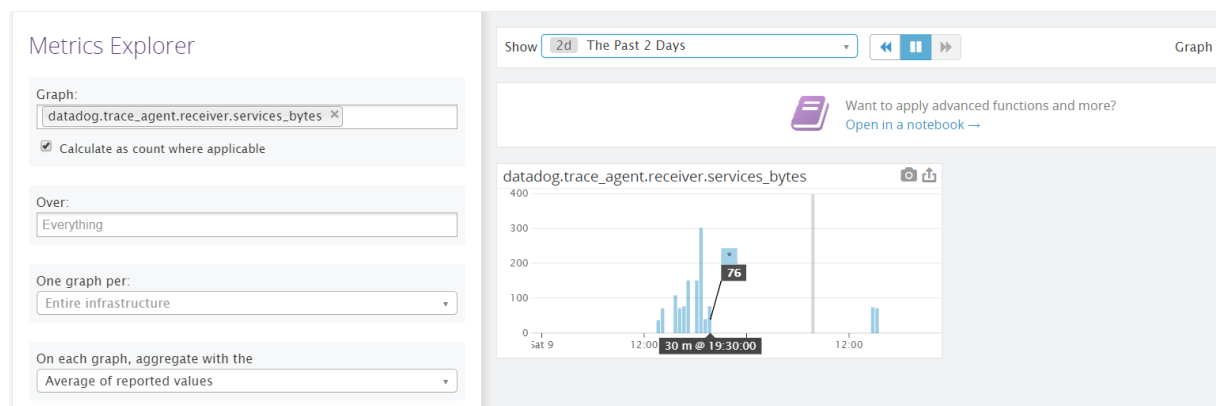 Metrics Explorer
Graph:
datadog.trace_agent.receiver.services_bytes ×
Calculate as count where applicable
Over:
Everything
One graph per:
Entire infrastructure
On each graph, aggregate with the
Average of reported values
Show 2d The Past 2 Days
Graph
Want to apply advanced functions and more?
Open in a notebook →
datadog.trace_agent.receiver.services_bytes
400
300
200
100
0
*
76
Sat 9 12:00 30 m @ 19:30:00 12:00